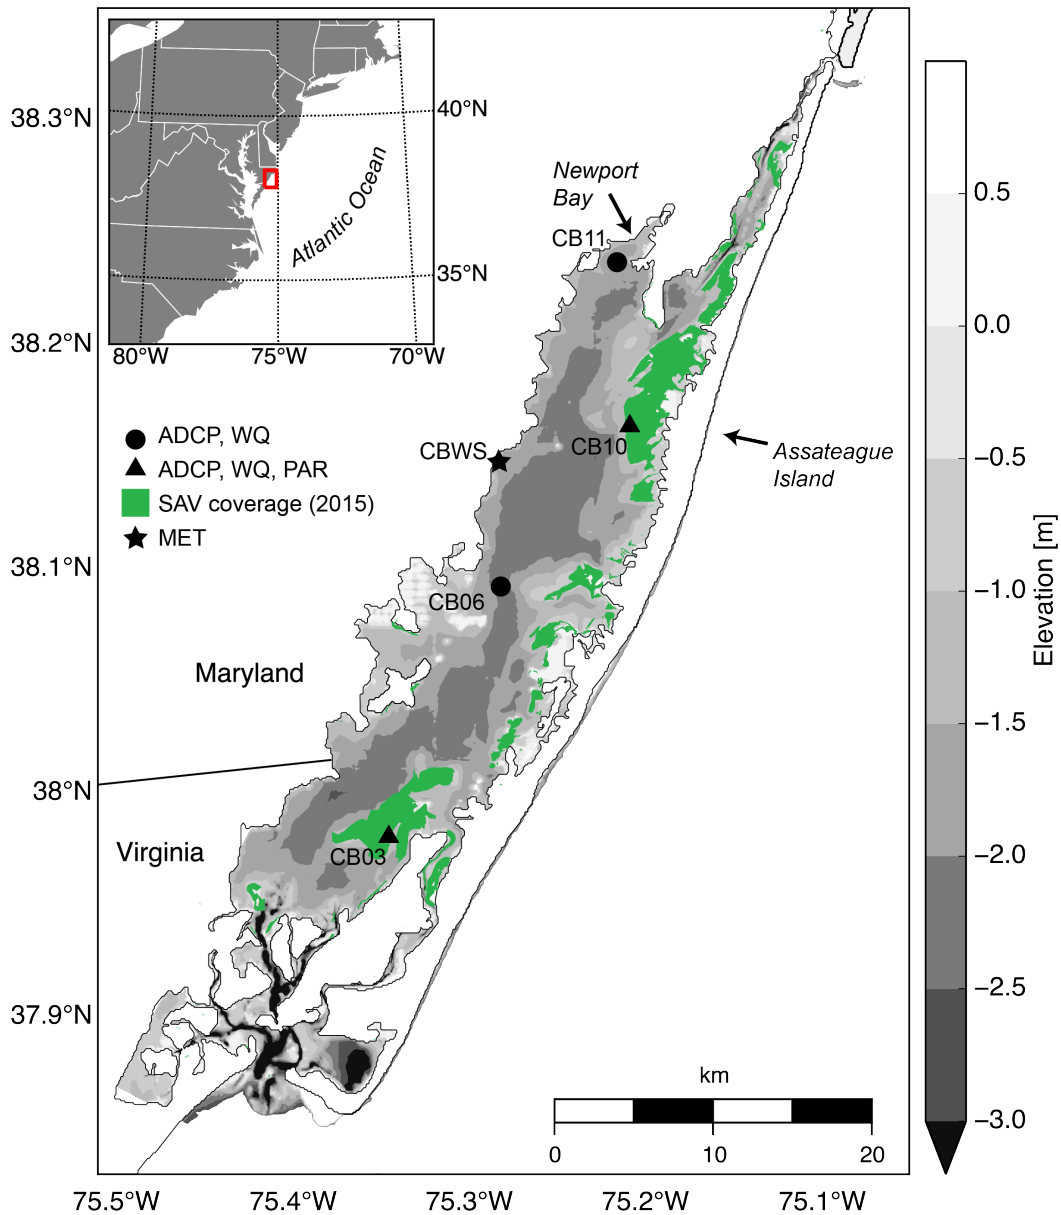 38.3°N
38.2°N
38.1°N
38°N
37.9°N
40°N
35°N
80°W
75°W
70°W
Atlantic Ocean
Newport
Bay
CB11
ADCP, WQ
ADCP, WQ, PAR
SAV coverage (2015)
MET
CBWS
CB10
Assateague
Island
CB06
Maryland
Virginia
CB03
km
0
10
20
75.5°W
75.4°W
75.3°W
75.2°W
75.1°W
0.5
0.0
−0.5
−1.0
−1.5
−2.0
−2.5
−3.0
Elevation [m]